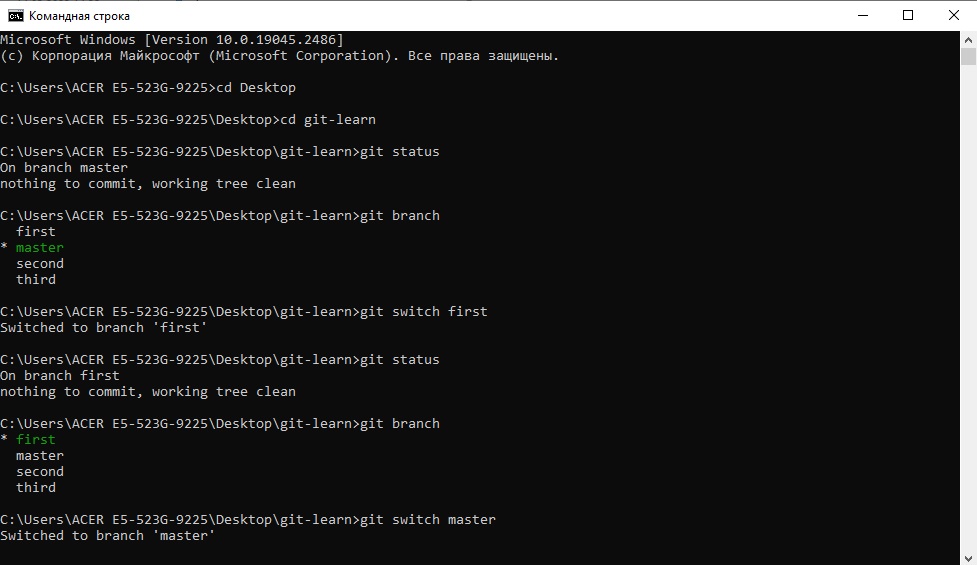 Командная строка
Microsoft Windows [Version 10.0.19045.2486]
(c) Корпорация Майкрософт (Microsoft Corporation). Все права защищены.
C:\Users\ACER E5-523G-9225>cd Desktop
C:\Users\ACER E5-523G-9225\Desktop>cd git-learn
C:\Users\ACER E5-523G-9225\Desktop\git-learn>git status
On branch master
nothing to commit, working tree clean
C:\Users\ACER E5-523G-9225\Desktop\git-learn>git branch
  first
* master
  second
  third
C:\Users\ACER E5-523G-9225\Desktop\git-learn>git switch first
Switched to branch 'first'
C:\Users\ACER E5-523G-9225\Desktop\git-learn>git status
On branch first
nothing to commit, working tree clean
C:\Users\ACER E5-523G-9225\Desktop\git-learn>git branch
* first
  master
  second
  third
C:\Users\ACER E5-523G-9225\Desktop\git-learn>git switch master
Switched to branch 'master'